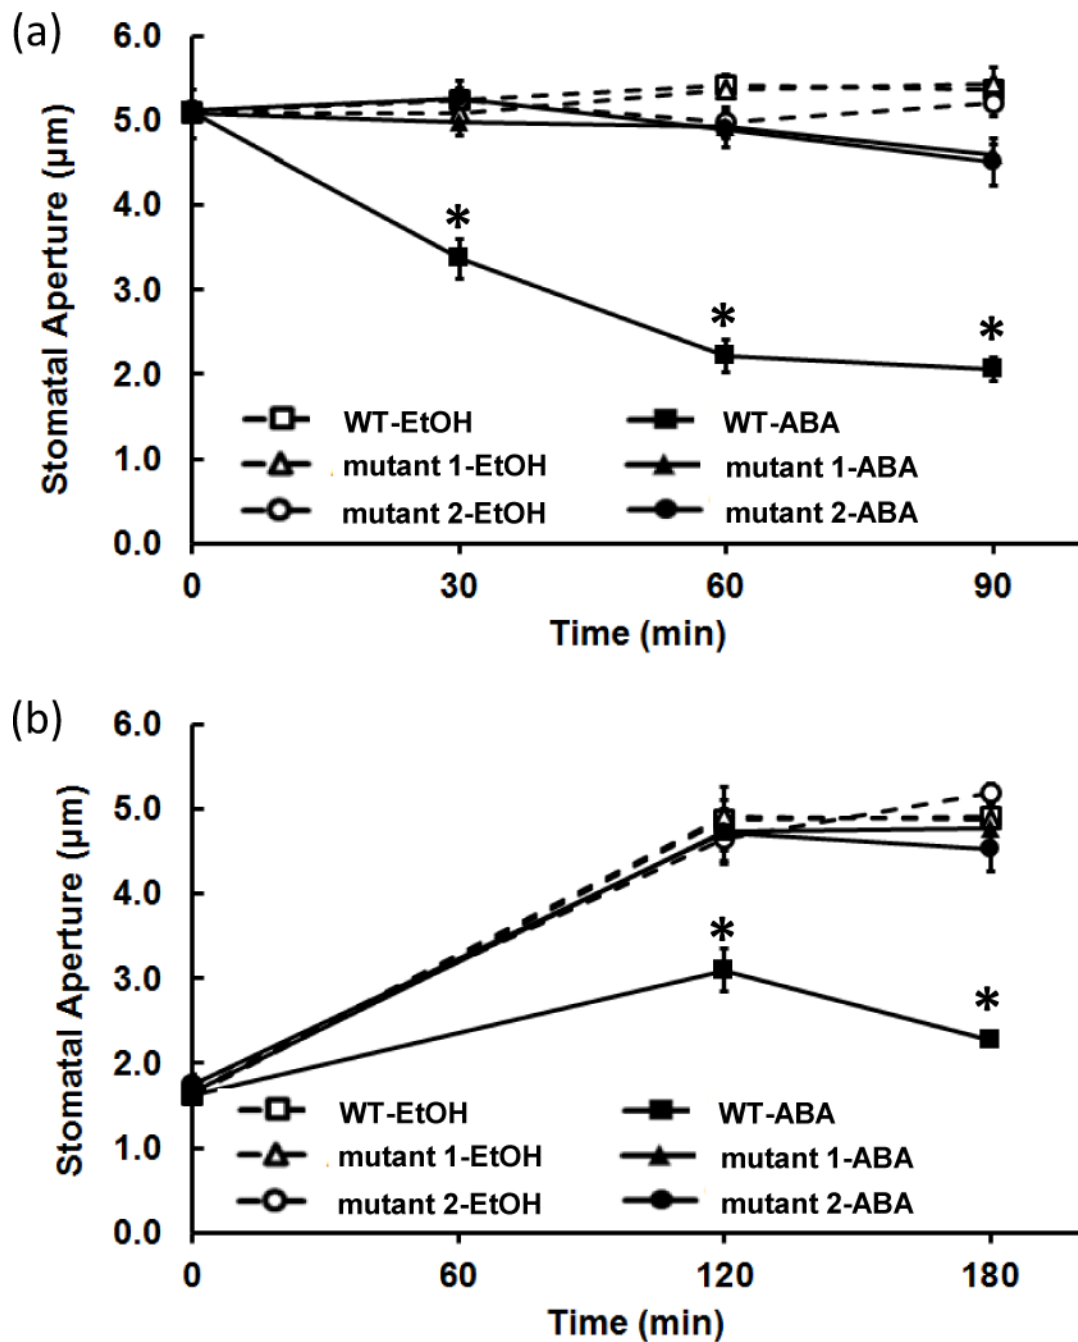 (a)
Stomatal Aperture (µm)
6.0
5.0
4.0
3.0
2.0
1.0
0.0
*
*
*
WT-EtOH
WT-ABA
mutant 1-EtOH
mutant 1-ABA
mutant 2-EtOH
mutant 2-ABA
0
30
60
90
Time (min)
(b)
Stomatal Aperture (µm)
6.0
5.0
4.0
3.0
2.0
1.0
0.0
*
*
WT-EtOH
WT-ABA
mutant 1-EtOH
mutant 1-ABA
mutant 2-EtOH
mutant 2-ABA
0
60
120
180
Time (min)